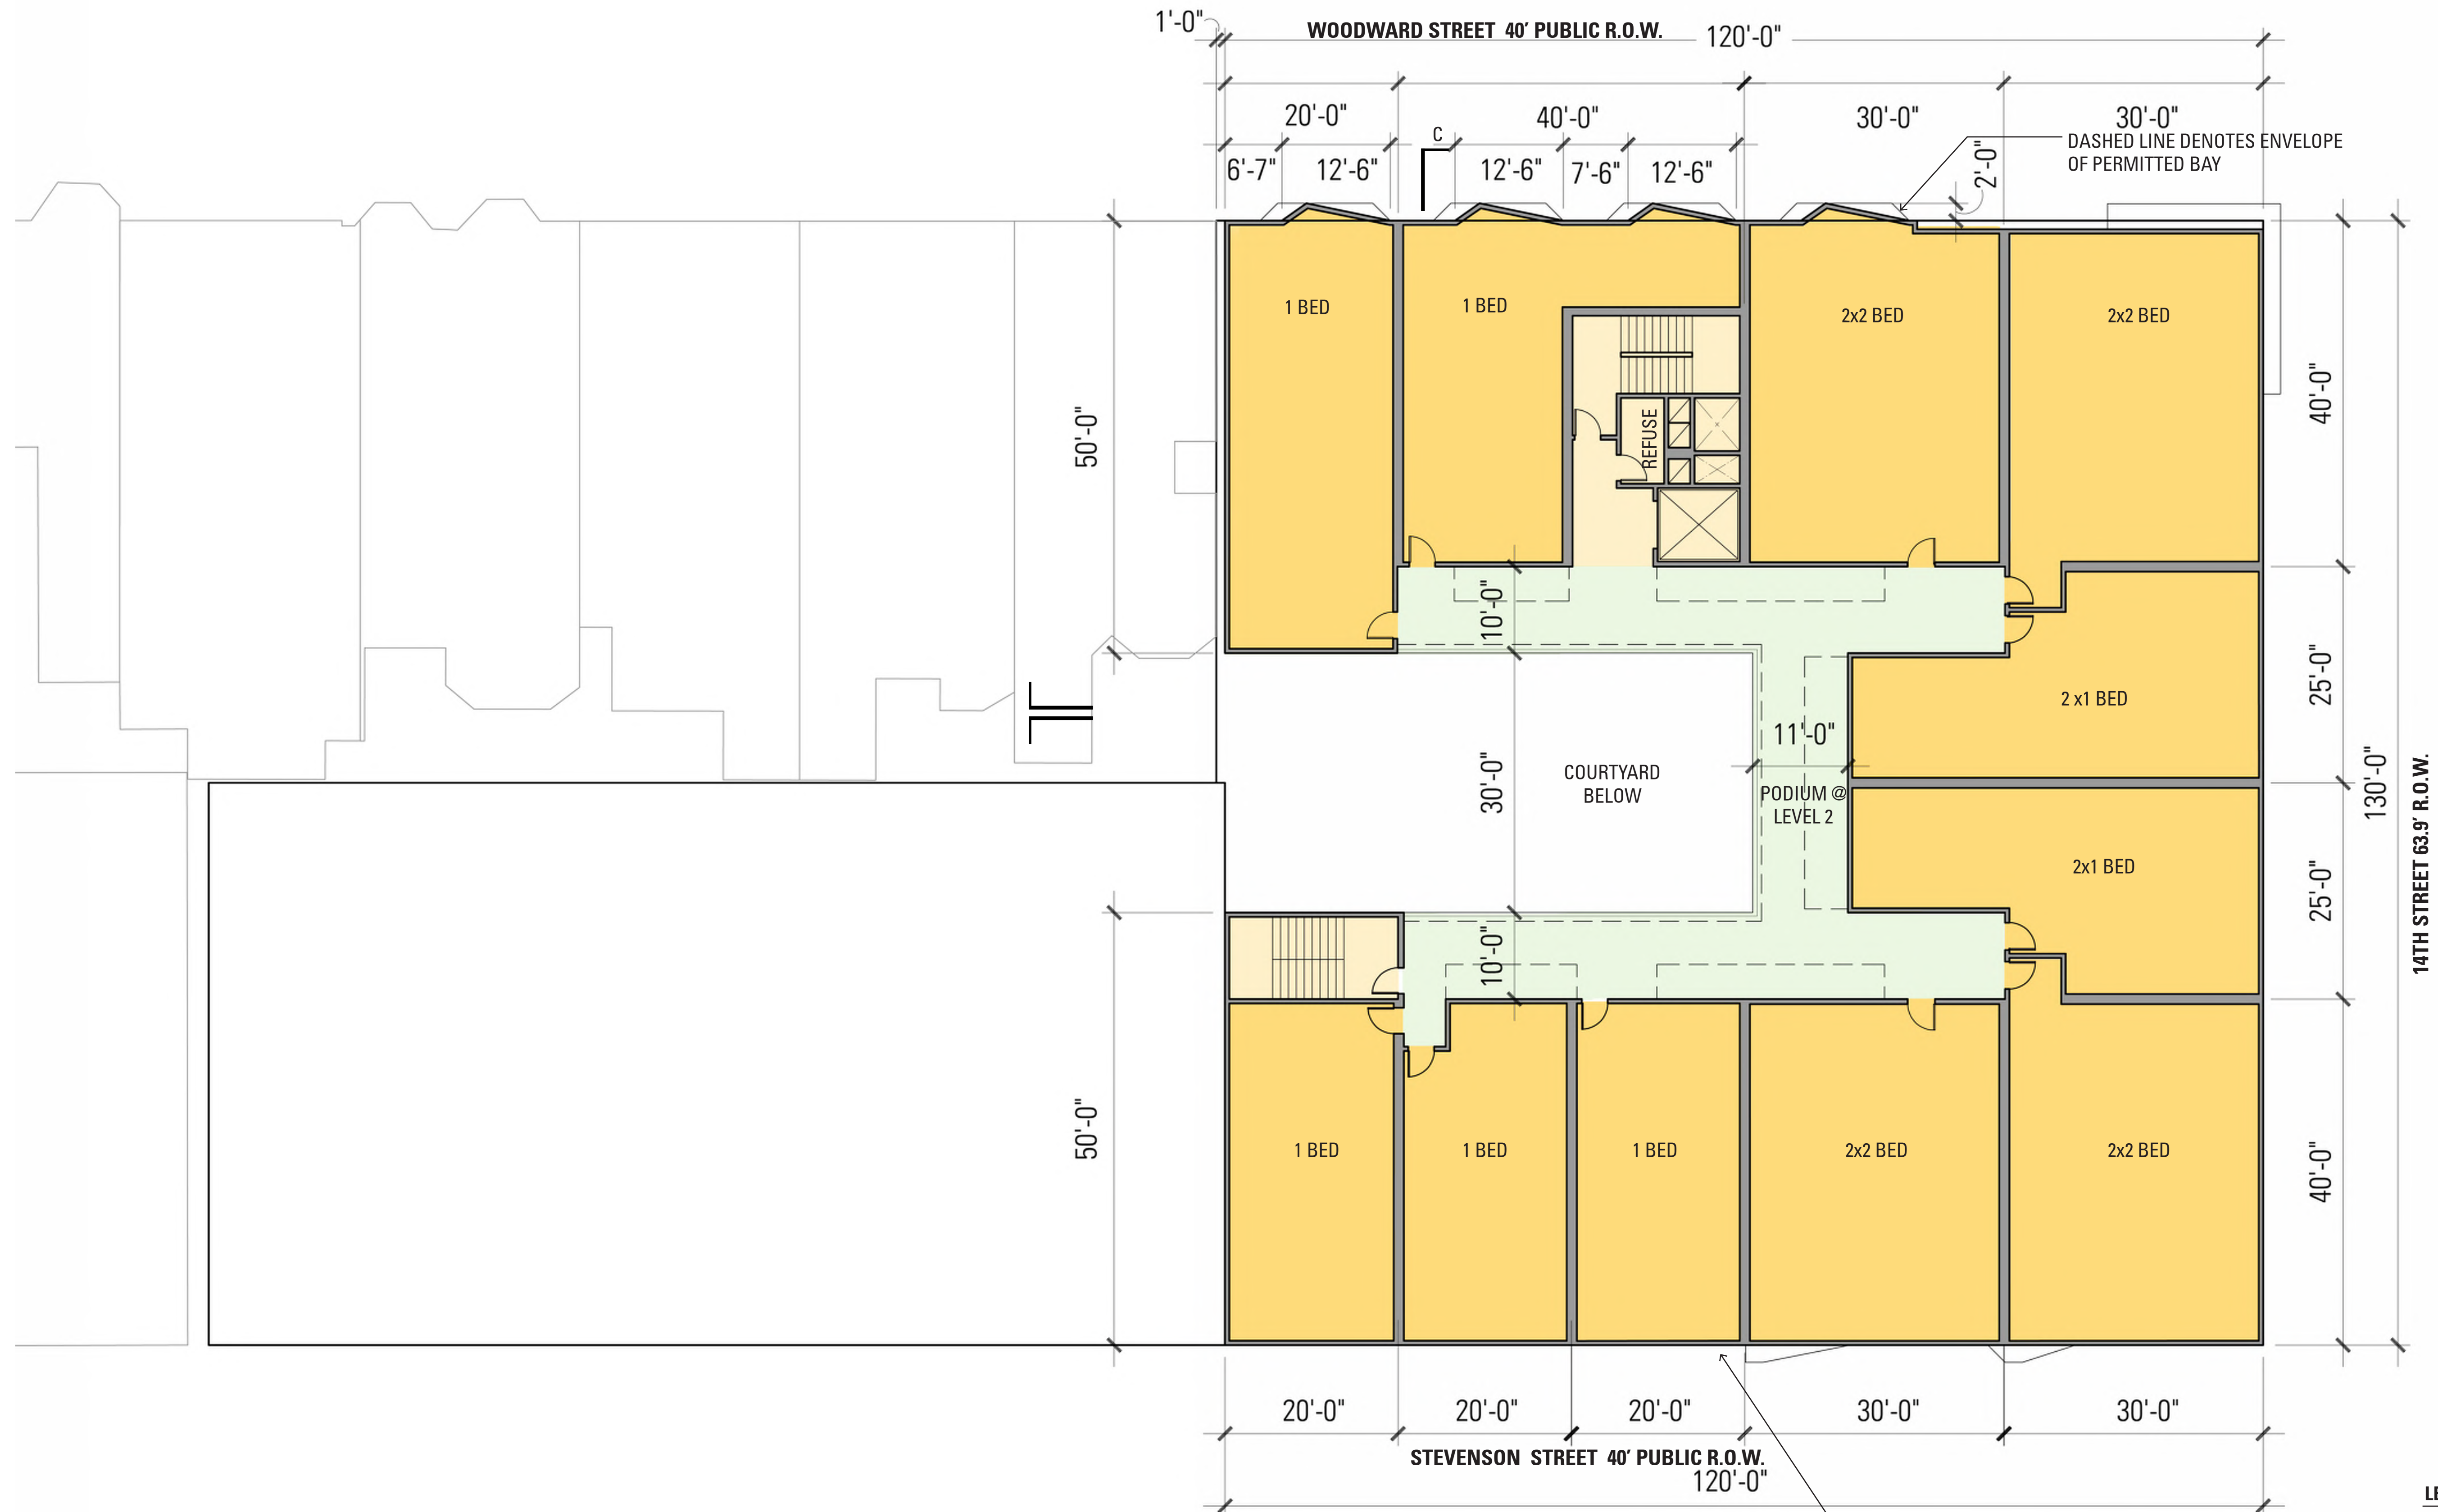 1'-0"
WOODWARD STREET 40' PUBLIC R.O.W.
120'-0"
20'-0"
40'-0"
30'-0"
30'-0"
C
6'-7"
12'-6"
12'-6"
7'-6"
12'-6"
2'-0"
DASHED LINE DENOTES ENVELOPE
OF PERMITTED BAY
1 BED
1 BED
2x2 BED
2x2 BED
50'-0"
REFUSE
40'-0"
10'-0"
25'-0"
2 x1 BED
11'-0"
30'-0"
COURTYARD
BELOW
PODIUM @
LEVEL 2
130'-0"
14TH STREET 63.9' R.O.W.
2x1 BED
25'-0"
10'-0"
50'-0"
1 BED
1 BED
1 BED
2x2 BED
2x2 BED
40'-0"
20'-0"
20'-0"
20'-0"
30'-0"
30'-0"
STEVENSON STREET 40' PUBLIC R.O.W.
120'-0"